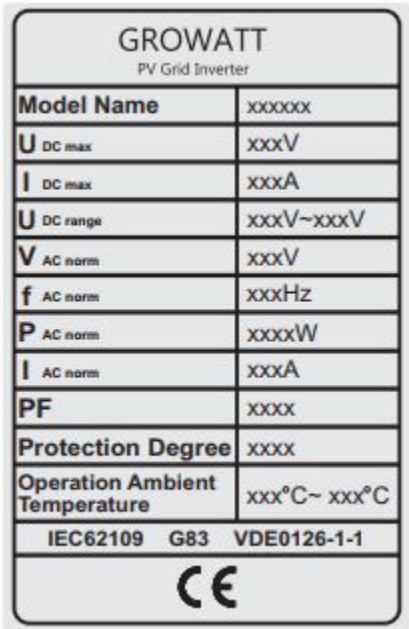 GROWATT
PV Grid Inverter
Model Name xxxxxx
U DC max xxxV
I DC max xxxA
U DC range xxxV~xxxV
V AC norm xxxV
f AC norm xxxHz
P AC norm xxxxW
I AC norm xxxA
PF xxxx
Protection Degree xxxx
Operation Ambient
Temperature xxx°C~ xxx°C
IEC62109 G83 VDE0126-1-1
CE